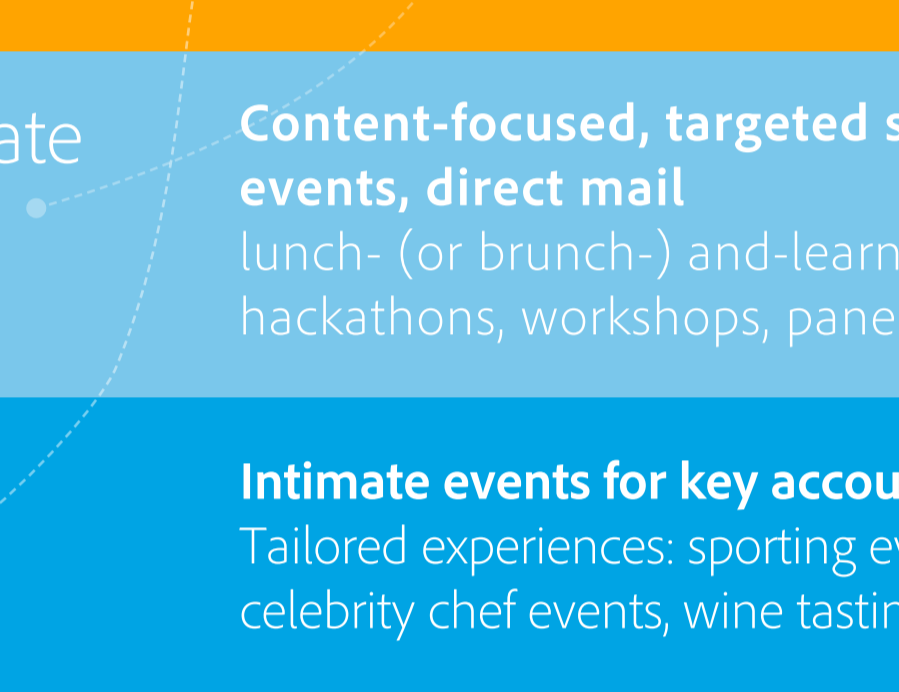 ate
Content-focused, targeted s
events, direct mail
lunch- (or brunch-) and-learn
hackathons, workshops, pane
Intimate events for key accou
Tailored experiences: sporting ev
celebrity chef events, wine tastin